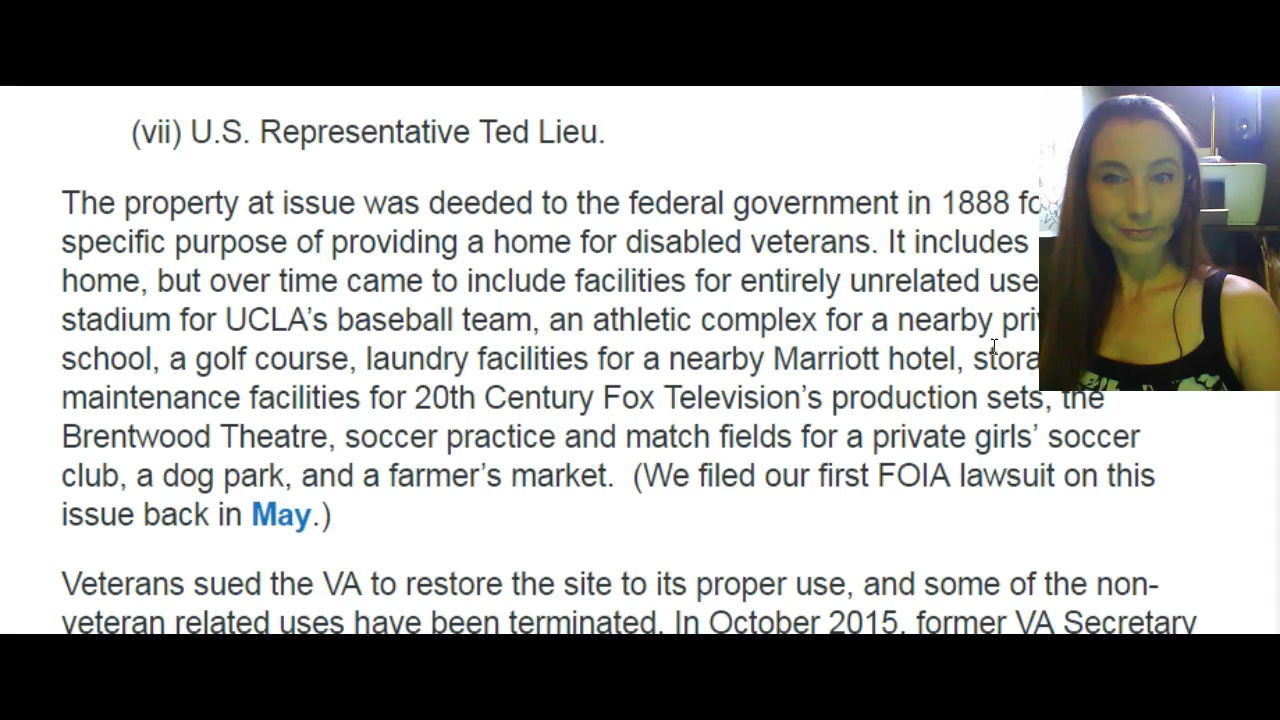 (vii) U.S. Representative Ted Lieu.
The property at issue was deeded to the federal government in 1888
specific purpose of providing a home for disabled veterans. It includes
home, but over time came to include facilities for entirely unrelated
stadium for UCLA’s baseball team, an athletic complex for a nearby
school, a golf course, laundry facilities for a nearby Marriott hotel,
maintenance facilities for 20th Century Fox Television’s production sets, the
Brentwood Theatre, soccer practice and match fields for a private girls’ soccer
club, a dog park, and a farmer’s market.  (We filed our first FOIA lawsuit on this
issue back in May.)
Veterans sued the VA to restore the site to its proper use, and some of the non-
veteran related uses have been terminated. In October 2015, former VA Secretary